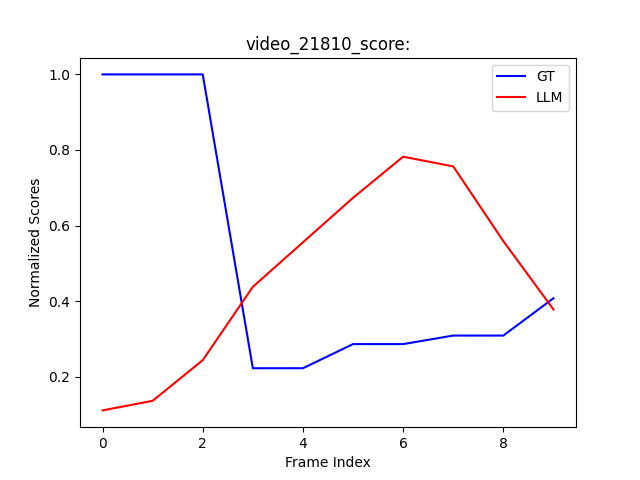 video_21810_score:
GT
LLM
Normalized Scores
1.0
0.8
0.6
0.4
0.2
0 2 4 6 8
Frame Index